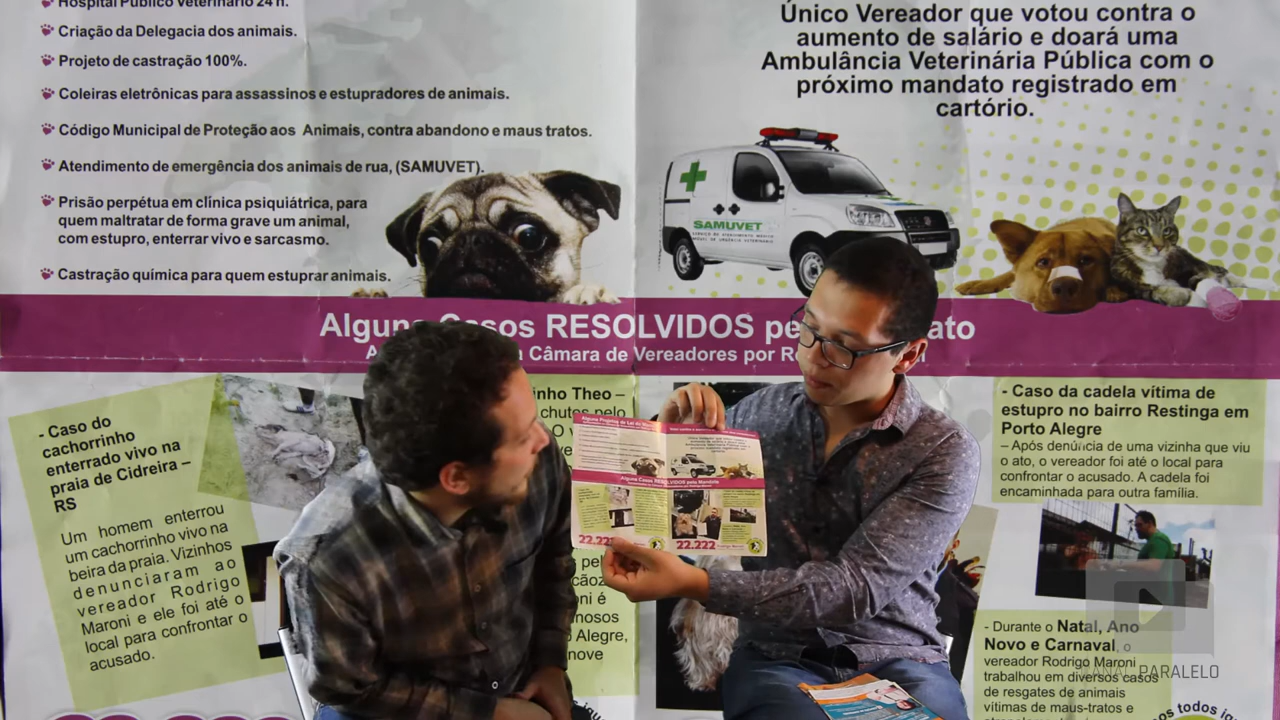 Hospital Público Veterinário 24 h.
Criação da Delegacia dos animais.
Projeto de castração 100%.
Coleiras eletrônicas para assassinos e estupradores de animais.
Código Municipal de Proteção aos Animais, contra abandono e maus tratos.
Atendimento de emergência dos animais de rua, (SAMUVET).
Prisão perpétua em clínica psiquiátrica, para
quem maltratar de forma grave um animal,
com estupro, enterrar vivo e sarcasmo.
Castração química para quem estuprar animais.
Único Vereador que votou contra o
aumento de salário e doará uma
Ambulância Veterinária Pública com o
próximo mandato registrado em
cartório.
SAMUVET
Casos RESOLVIDOS
Câmara de Vereadores por
- Caso do
cachorrinho
enterrado vivo na
praia de Cidreira –
RS
Um homem enterrou
um cachorrinho vivo na
beira da praia. Vizinhos
denunciaram ao
vereador Rodrigo
Maroni e ele foi até o
local para confrontar o
acusado.
Theo –
pelo
Alegre,
- Caso da cadela vítima de
estupro no bairro Restinga em
Porto Alegre
– Após denúncia de uma vizinha que viu
o ato, o vereador foi até o local para
confrontar o acusado. A cadela foi
encaminhada para outra família.
- Durante o Natal, Ano
Novo e Carnaval, o
vereador Rodrigo Maroni
trabalhou em diversos casos
de resgates de animais
vítimas de maus-tratos e
Alguns Casos RESOLVIDOS pelo Mandato
22.222
CANAL PARALELO